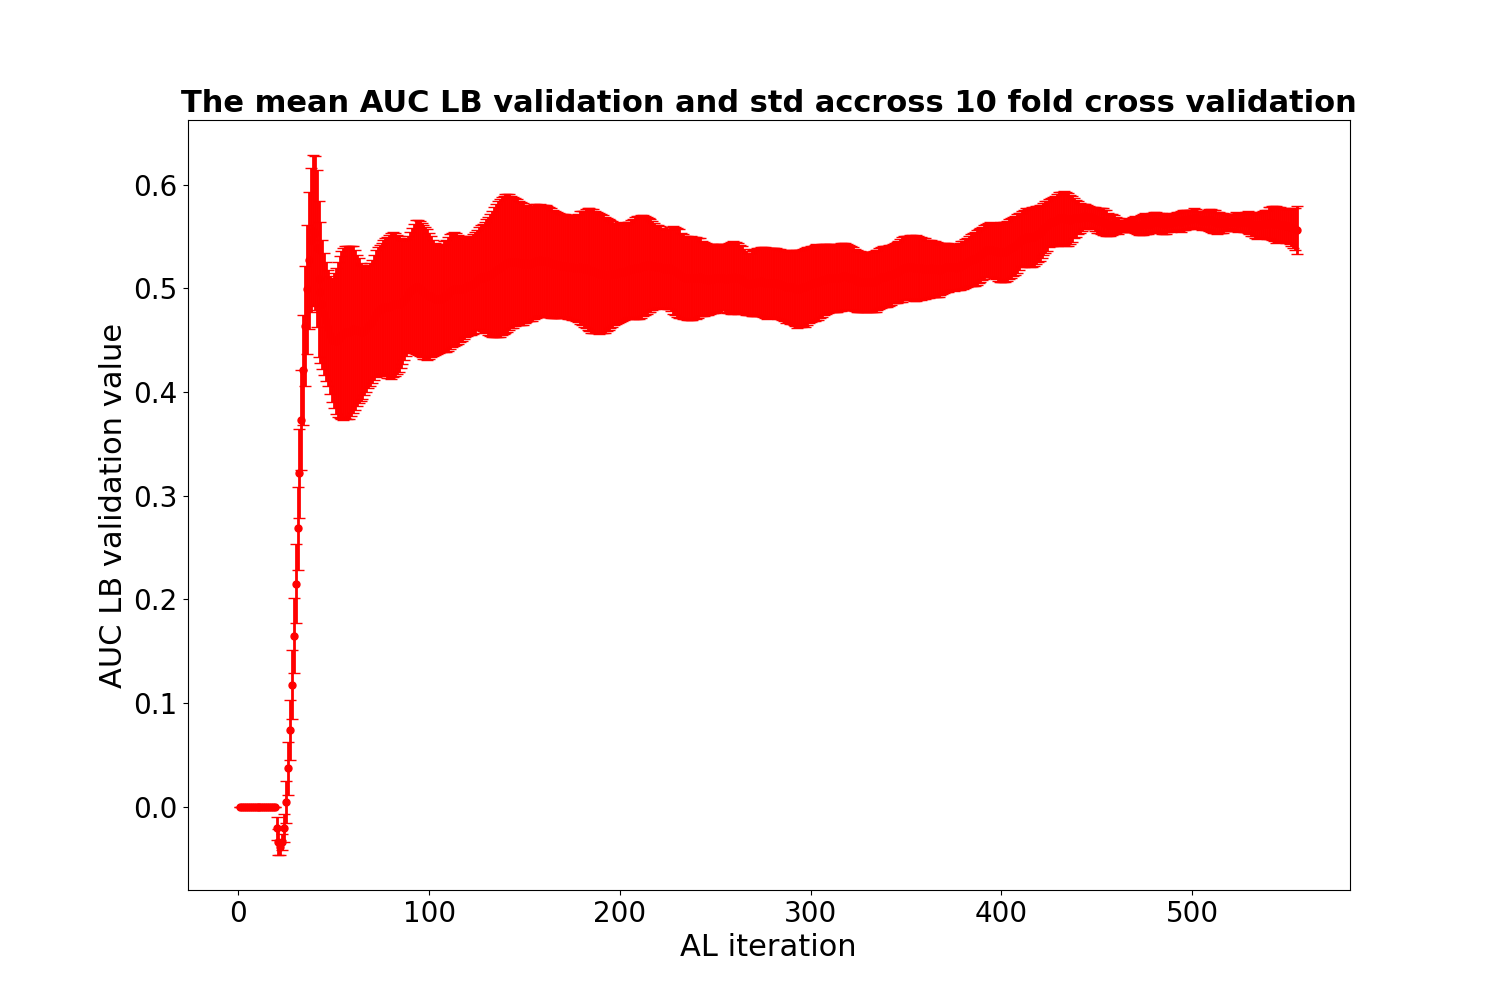 The mean AUC LB validation and std accross 10 fold cross validation
AUC LB validation value
0.6
0.5
0.4
0.3
0.2
0.1
0.0
0 100 200 300 400 500
AL iteration